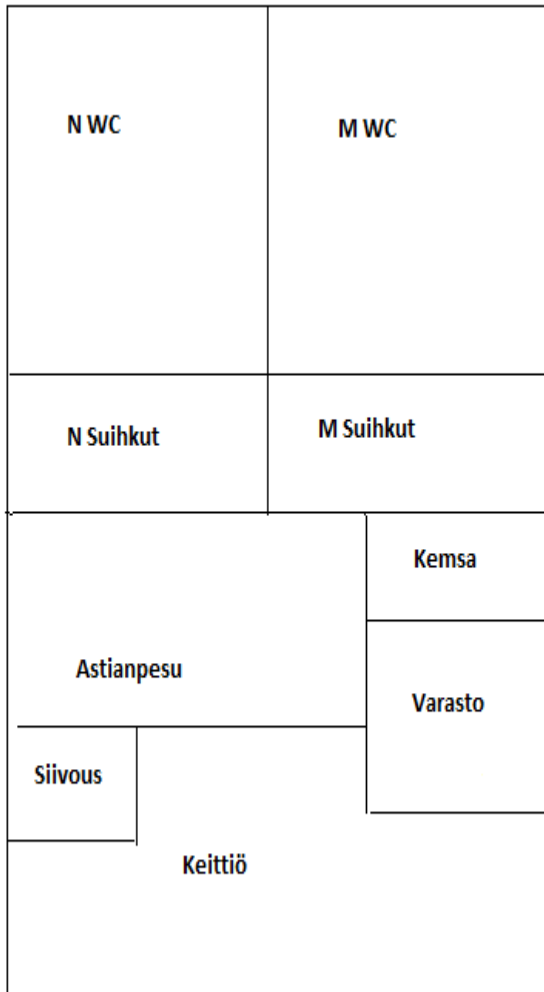 N WC
M WC
N Suihkut
M Suihkut
Kemsa
Astianpesu
Varasto
Siivous
Keittiö